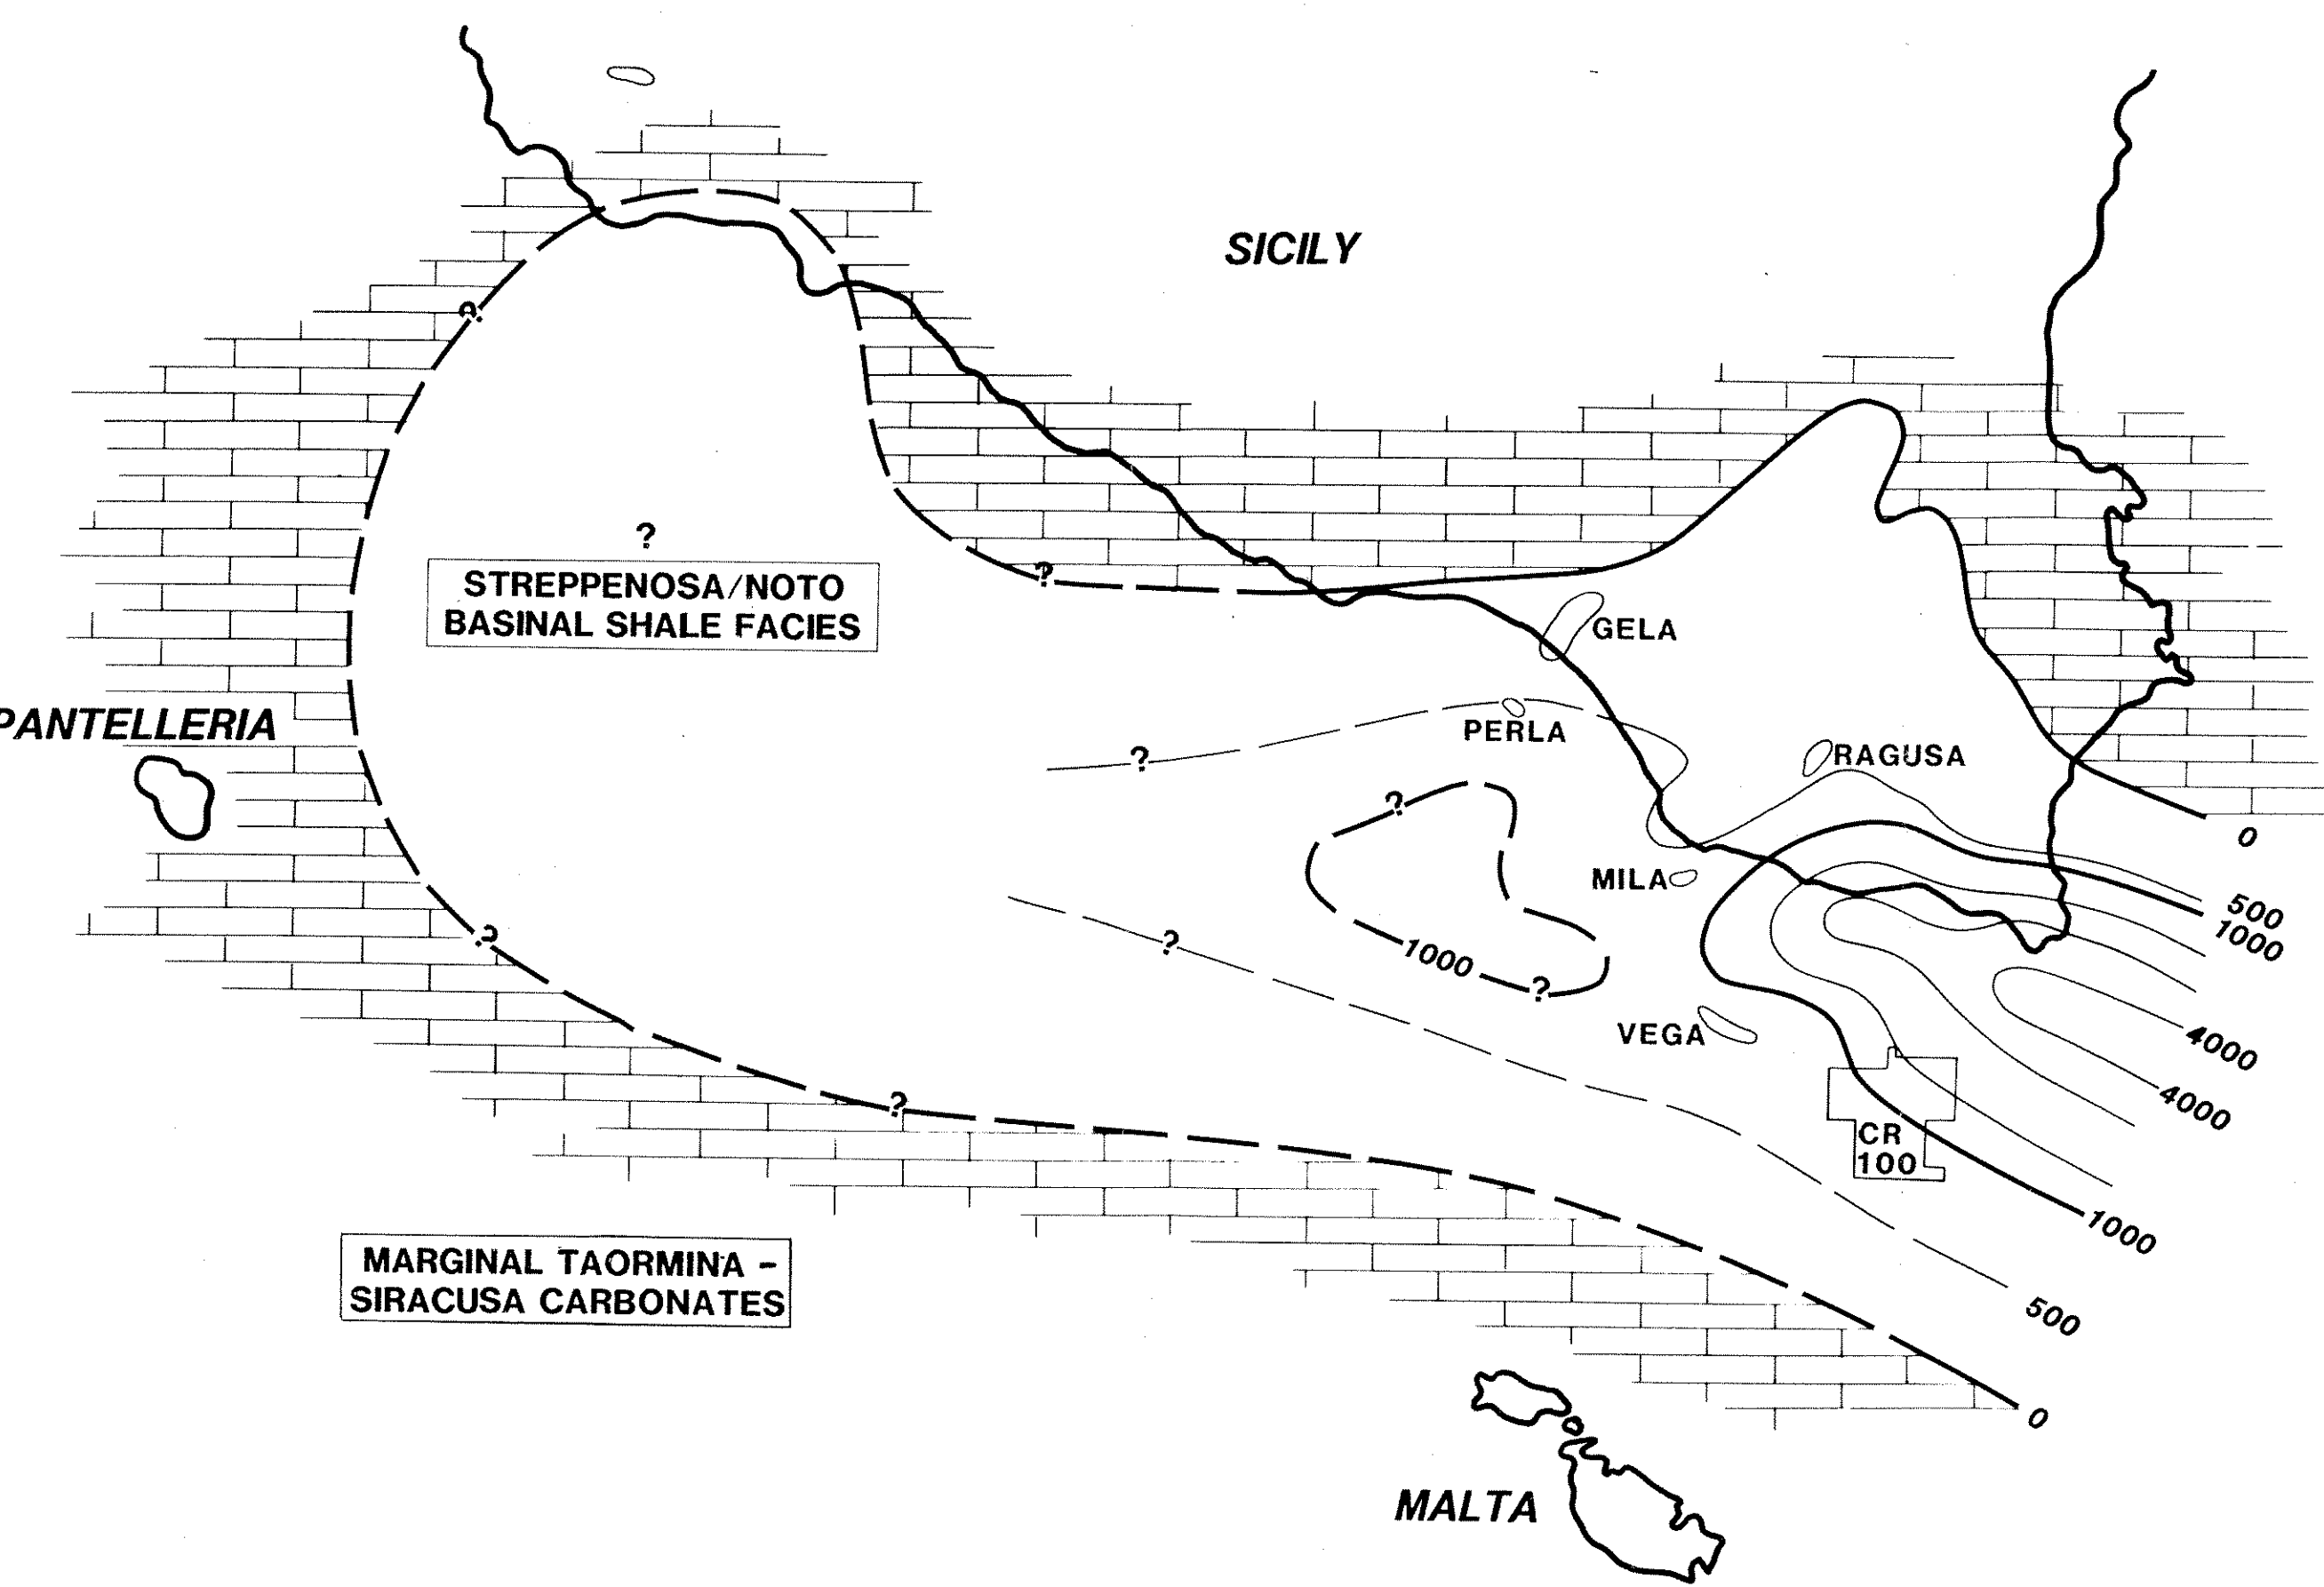 SICILY
?
?
STREPPENOSA/NOTO
BASINAL SHALE FACIES
?
GELA
PANTELLERIA
PERLA
?
RAGUSA
?
0
MILA
500
1000
?
?
1000
?
VEGA
4000
4000
?
CR
100
1000
MARGINAL TAORMINA -
SIRACUSA CARBONATES
500
0
MALTA